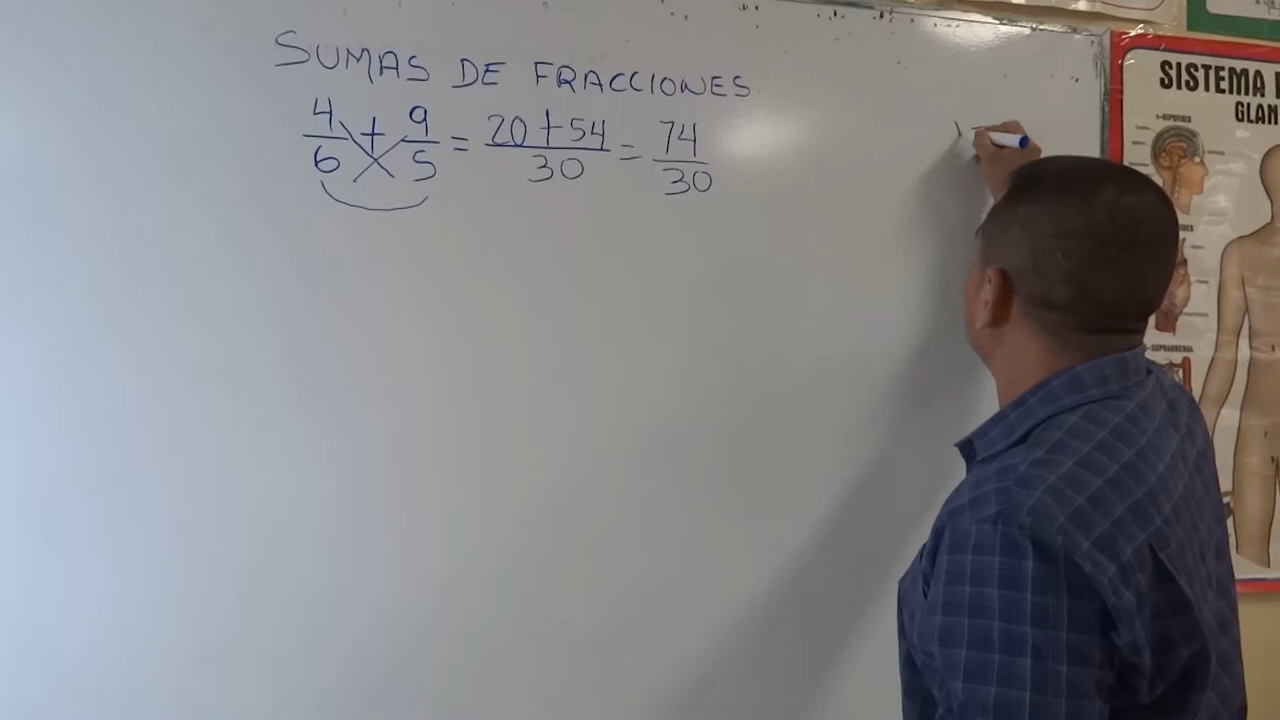 SUMAS DE FRACCIONES
4/6 + 9/5 = 20+54/30 = 74/30
SISTEMA
GLAN